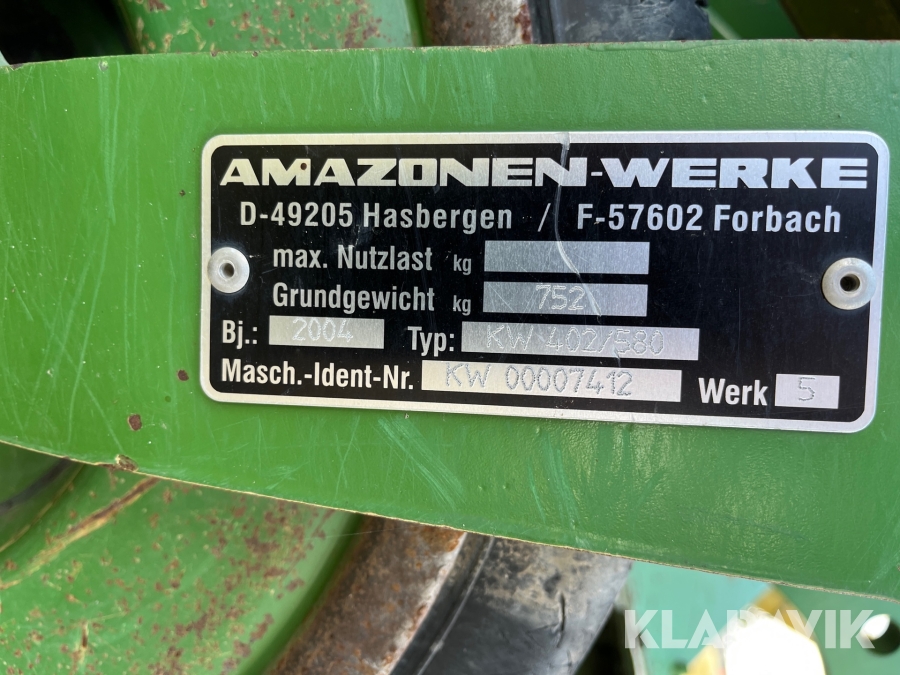 AMAZONEN-WERKE
D-49205 Hasbergen / F-57602 Forbach
max. Nutzlast kg
Grundgewicht kg 752
Bj.: 2004 Typ: KW 402/580
Masch.-Ident-Nr. KW 00007412 Werk 5
KLARAVIK